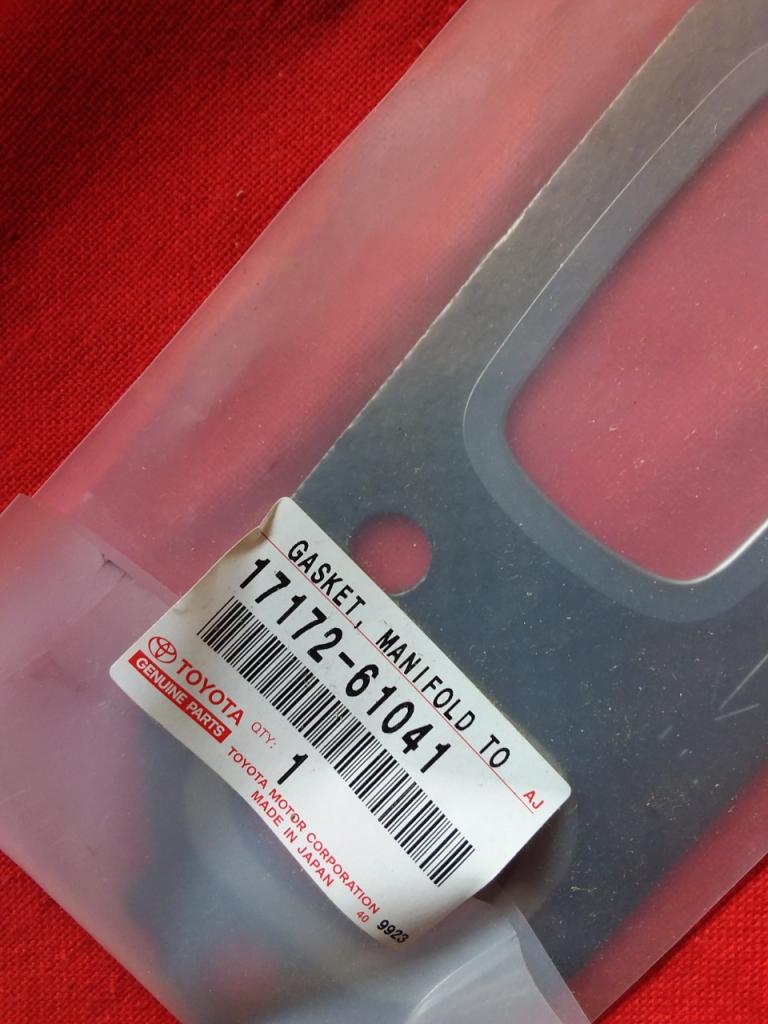 GASKET, MANIFOLD TO
AJ
17172-61041
TOYOTA
GENUINE PARTS
QTY:
1
TOYOTA MOTOR CORPORATION
MADE IN JAPAN
40
9923